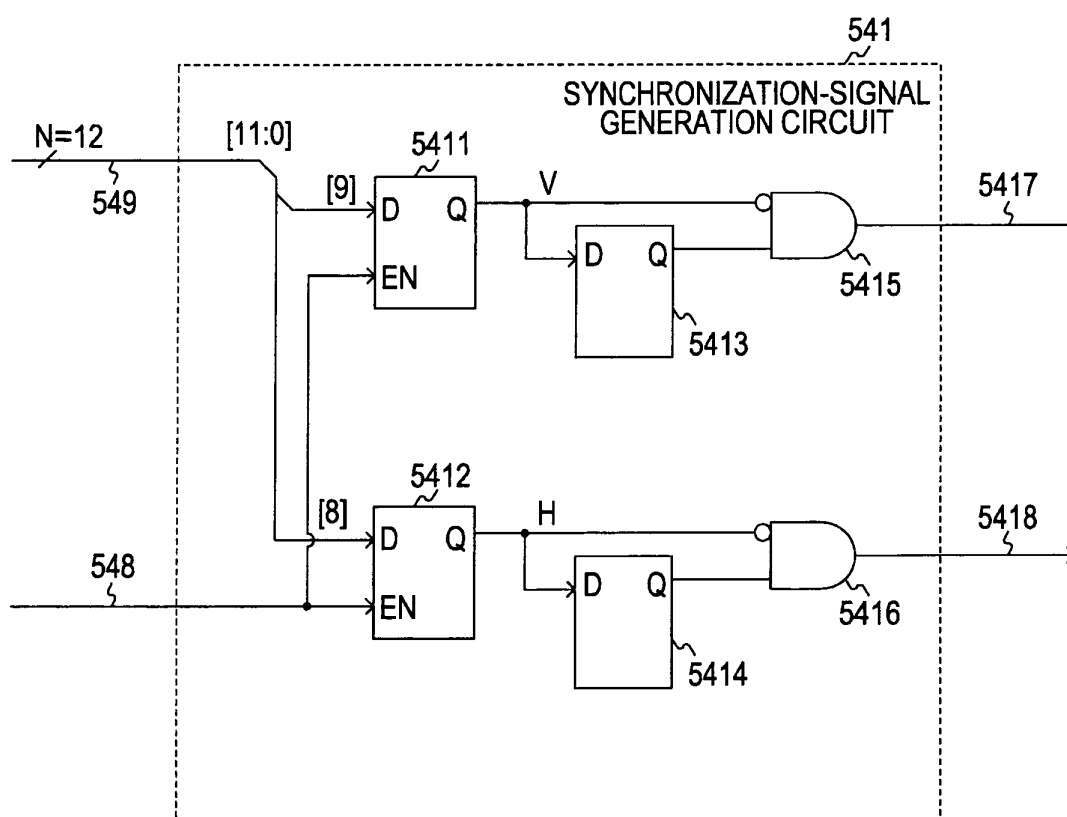 541
SYNCHRONIZATION-SIGNAL
GENERATION CIRCUIT
N=12
[11:0]
549
5411
[9]
D
Q
EN
V
D
Q
5413
5415
5417
5412
[8]
D
Q
EN
548
H
D
Q
5414
5416
5418